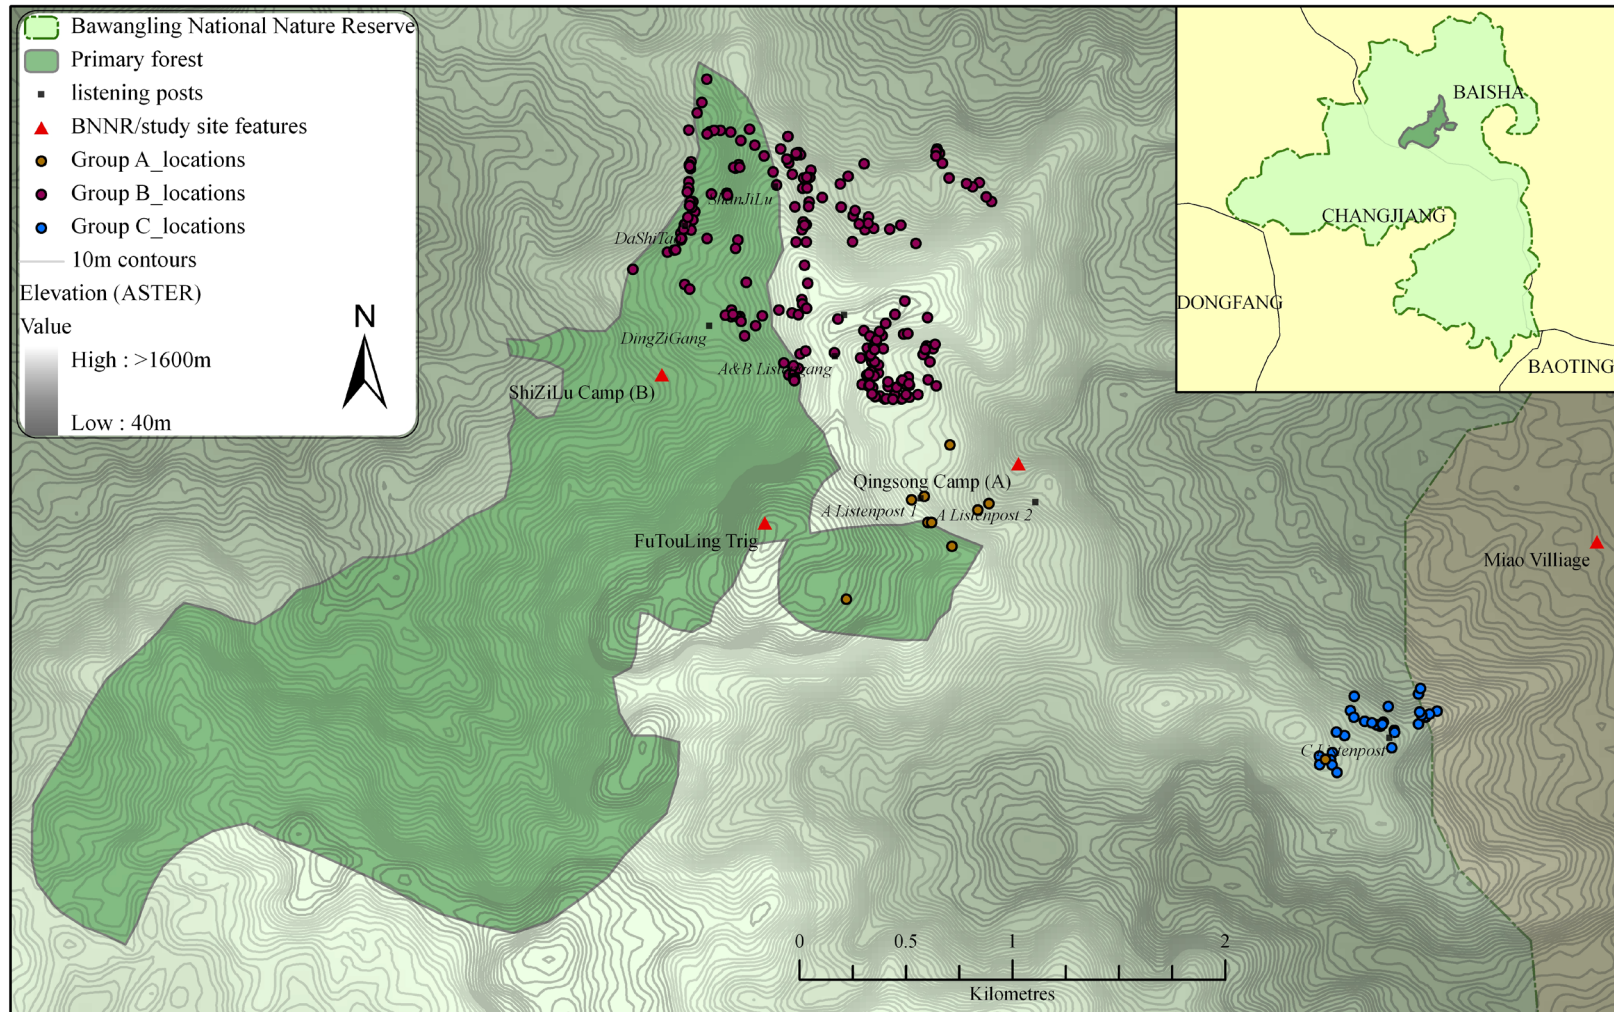 Bawangling National Nature Reserve
Primary forest
listening posts
BNNR/study site features
Group A_locations
Group B_locations
Group C_locations
10m contours
Elevation (ASTER)
Value
High : >1600m
Low : 40m
N
BAISHA
CHANGJIANG
DONGFANG
BAOTING
ShanJiLu
DaShiTa
DingZiGang
A&B Listengang
ShiZiLu Camp (B)
Qingsong Camp (A)
A Listenpost 1
A Listenpost 2
FuTouLing Trig
Miao Villiage
C Listenpost
0 0.5 1 2
Kilometres